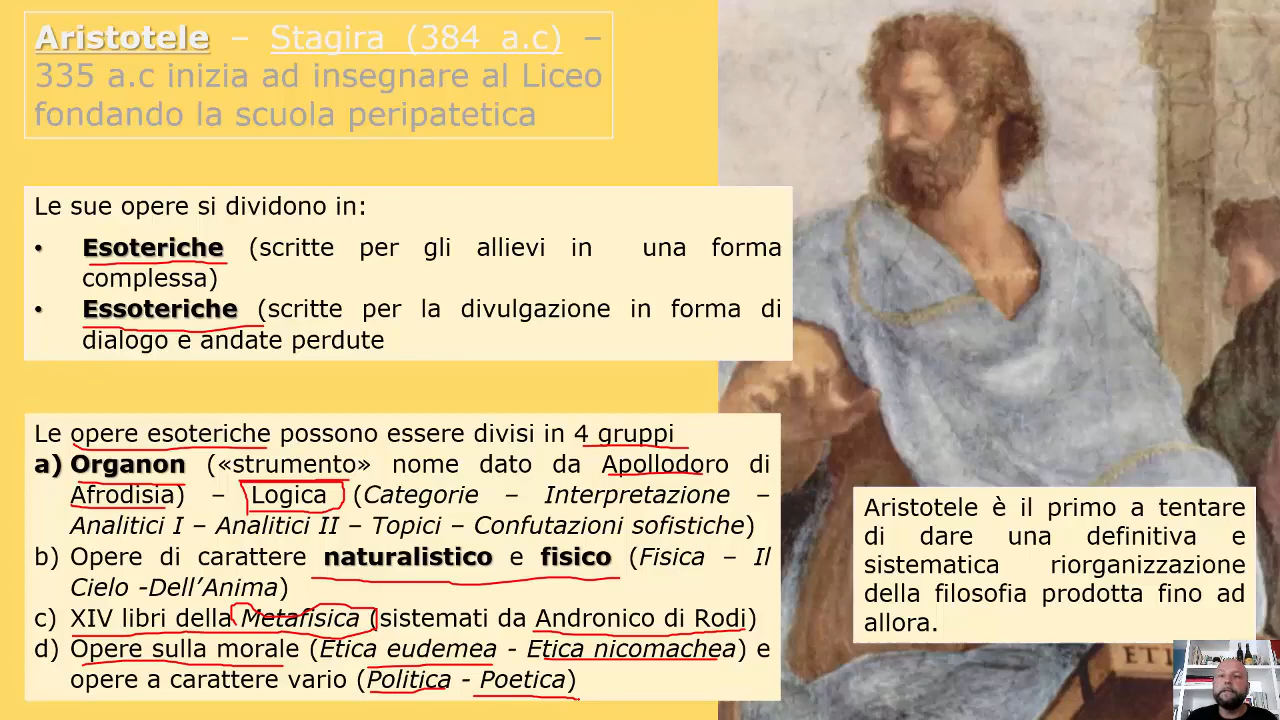 Aristotele – Stagira (384 a.c) –
335 a.c inizia ad insegnare al Liceo
fondando la scuola peripatetica
Le sue opere si dividono in:
• Esoteriche (scritte per gli allievi in una forma
complessa)
• Essoteriche (scritte per la divulgazione in forma di
dialogo e andate perdute
Le opere esoteriche possono essere divisi in 4 gruppi
a) Organon («strumento» nome dato da Apollodoro di
Afrodisia) – Logica (Categorie – Interpretazione –
Analitici I – Analitici II – Topici – Confutazioni sofistiche)
b) Opere di carattere naturalistico e fisico (Fisica – Il
Cielo -Dell’Anima)
c) XIV libri della Metafisica (sistemati da Andronico di Rodi)
d) Opere sulla morale (Etica eudemea - Etica nicomachea) e
opere a carattere vario (Politica - Poetica)
Aristotele è il primo a tentare
di dare una definitiva e
sistematica riorganizzazione
della filosofia prodotta fino ad
allora.
ETI